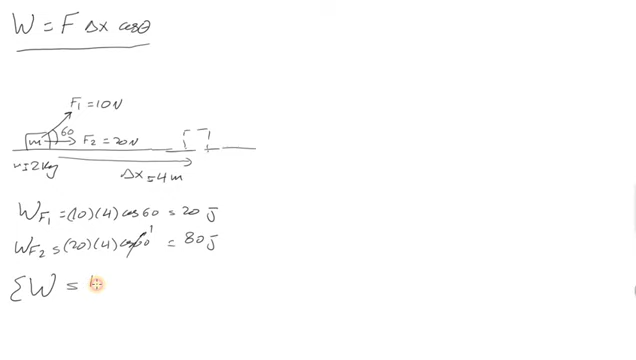 W = F Δx cosθ
F₁ = 10N
60
m
F₂ = 20N
m=2kg
Δx = 4m
W_F₁ = (10)(4) cos 60 = 20 J
W_F₂ = (20)(4) cos 0 1 = 80 J
ΣW =